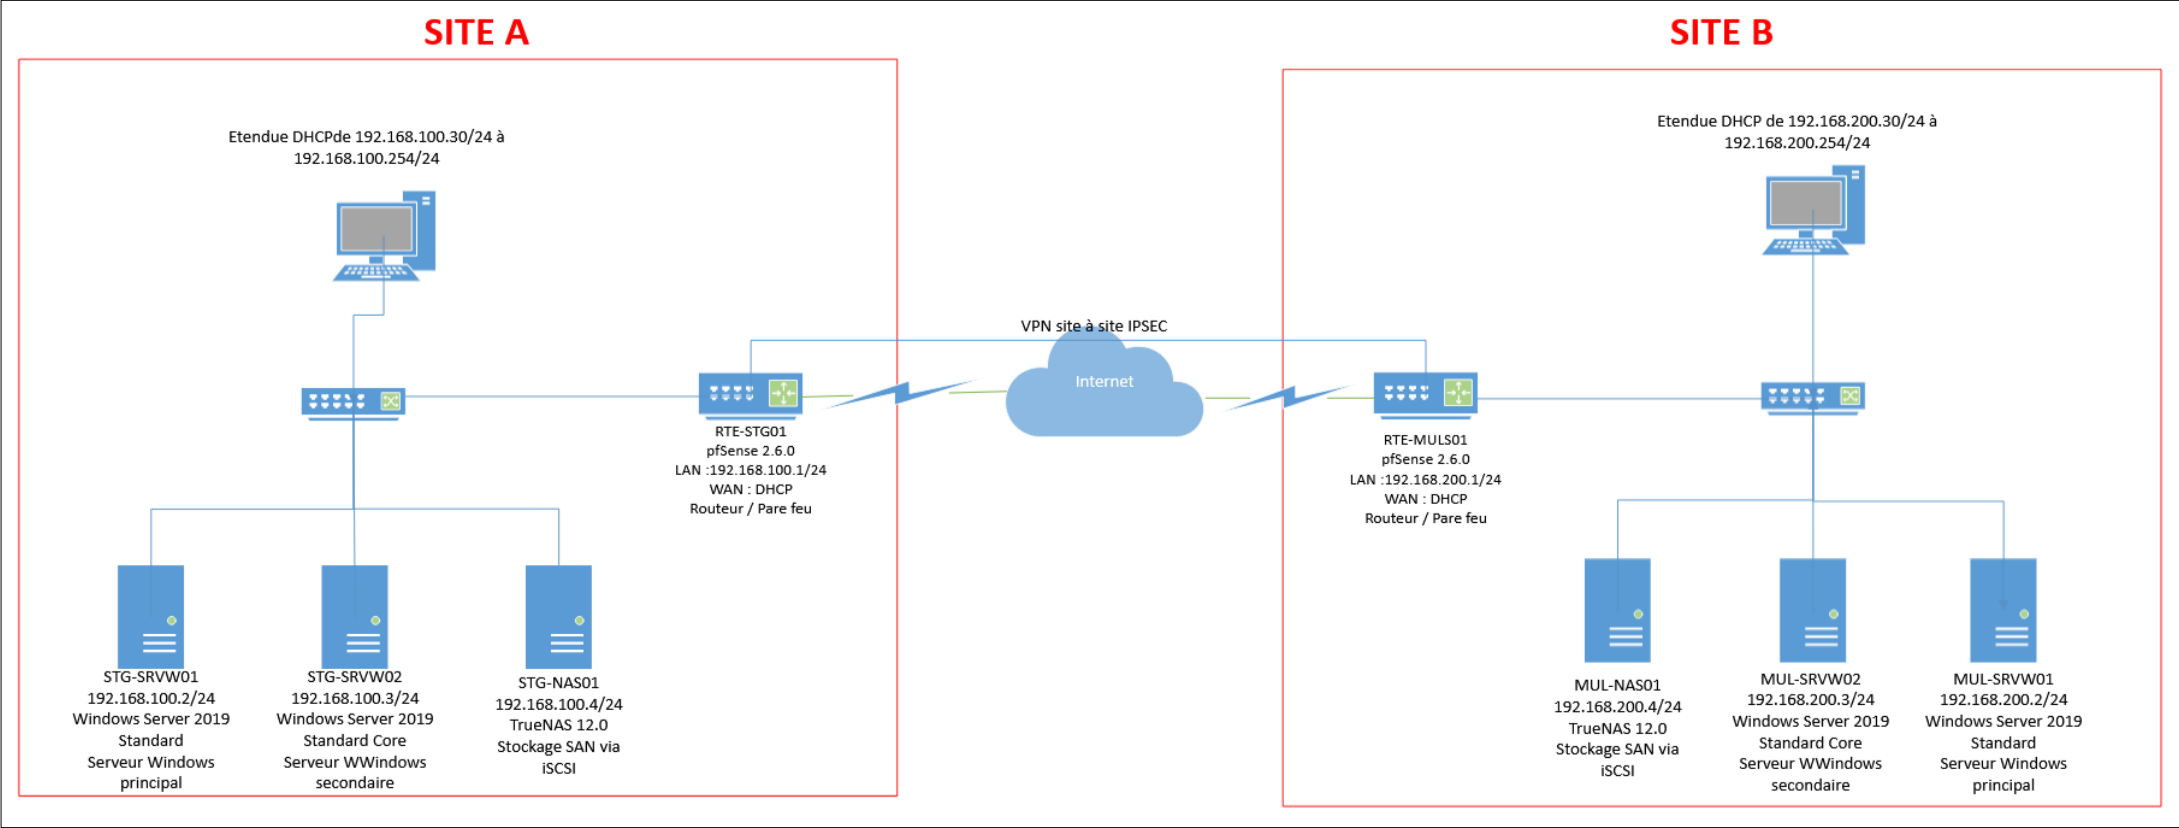 SITE A
SITE B
Etendue DHCPde 192.168.100.30/24 à
192.168.100.254/24
Etendue DHCP de 192.168.200.30/24 à
192.168.200.254/24
VPN site à site IPSEC
Internet
RTE-STG01
pfSense 2.6.0
LAN :192.168.100.1/24
WAN : DHCP
Routeur / Pare feu
RTE-MULS01
pfSense 2.6.0
LAN :192.168.200.1/24
WAN : DHCP
Routeur / Pare feu
STG-SRVW01
192.168.100.2/24
Windows Server 2019
Standard
Serveur Windows
principal
STG-SRVW02
192.168.100.3/24
Windows Server 2019
Standard Core
Serveur WWindows
secondaire
STG-NAS01
192.168.100.4/24
TrueNAS 12.0
Stockage SAN via
iSCSI
MUL-NAS01
192.168.200.4/24
TrueNAS 12.0
Stockage SAN via
iSCSI
MUL-SRVW02
192.168.200.3/24
Windows Server 2019
Standard Core
Serveur WWindows
secondaire
MUL-SRVW01
192.168.200.2/24
Windows Server 2019
Standard
Serveur Windows
principal